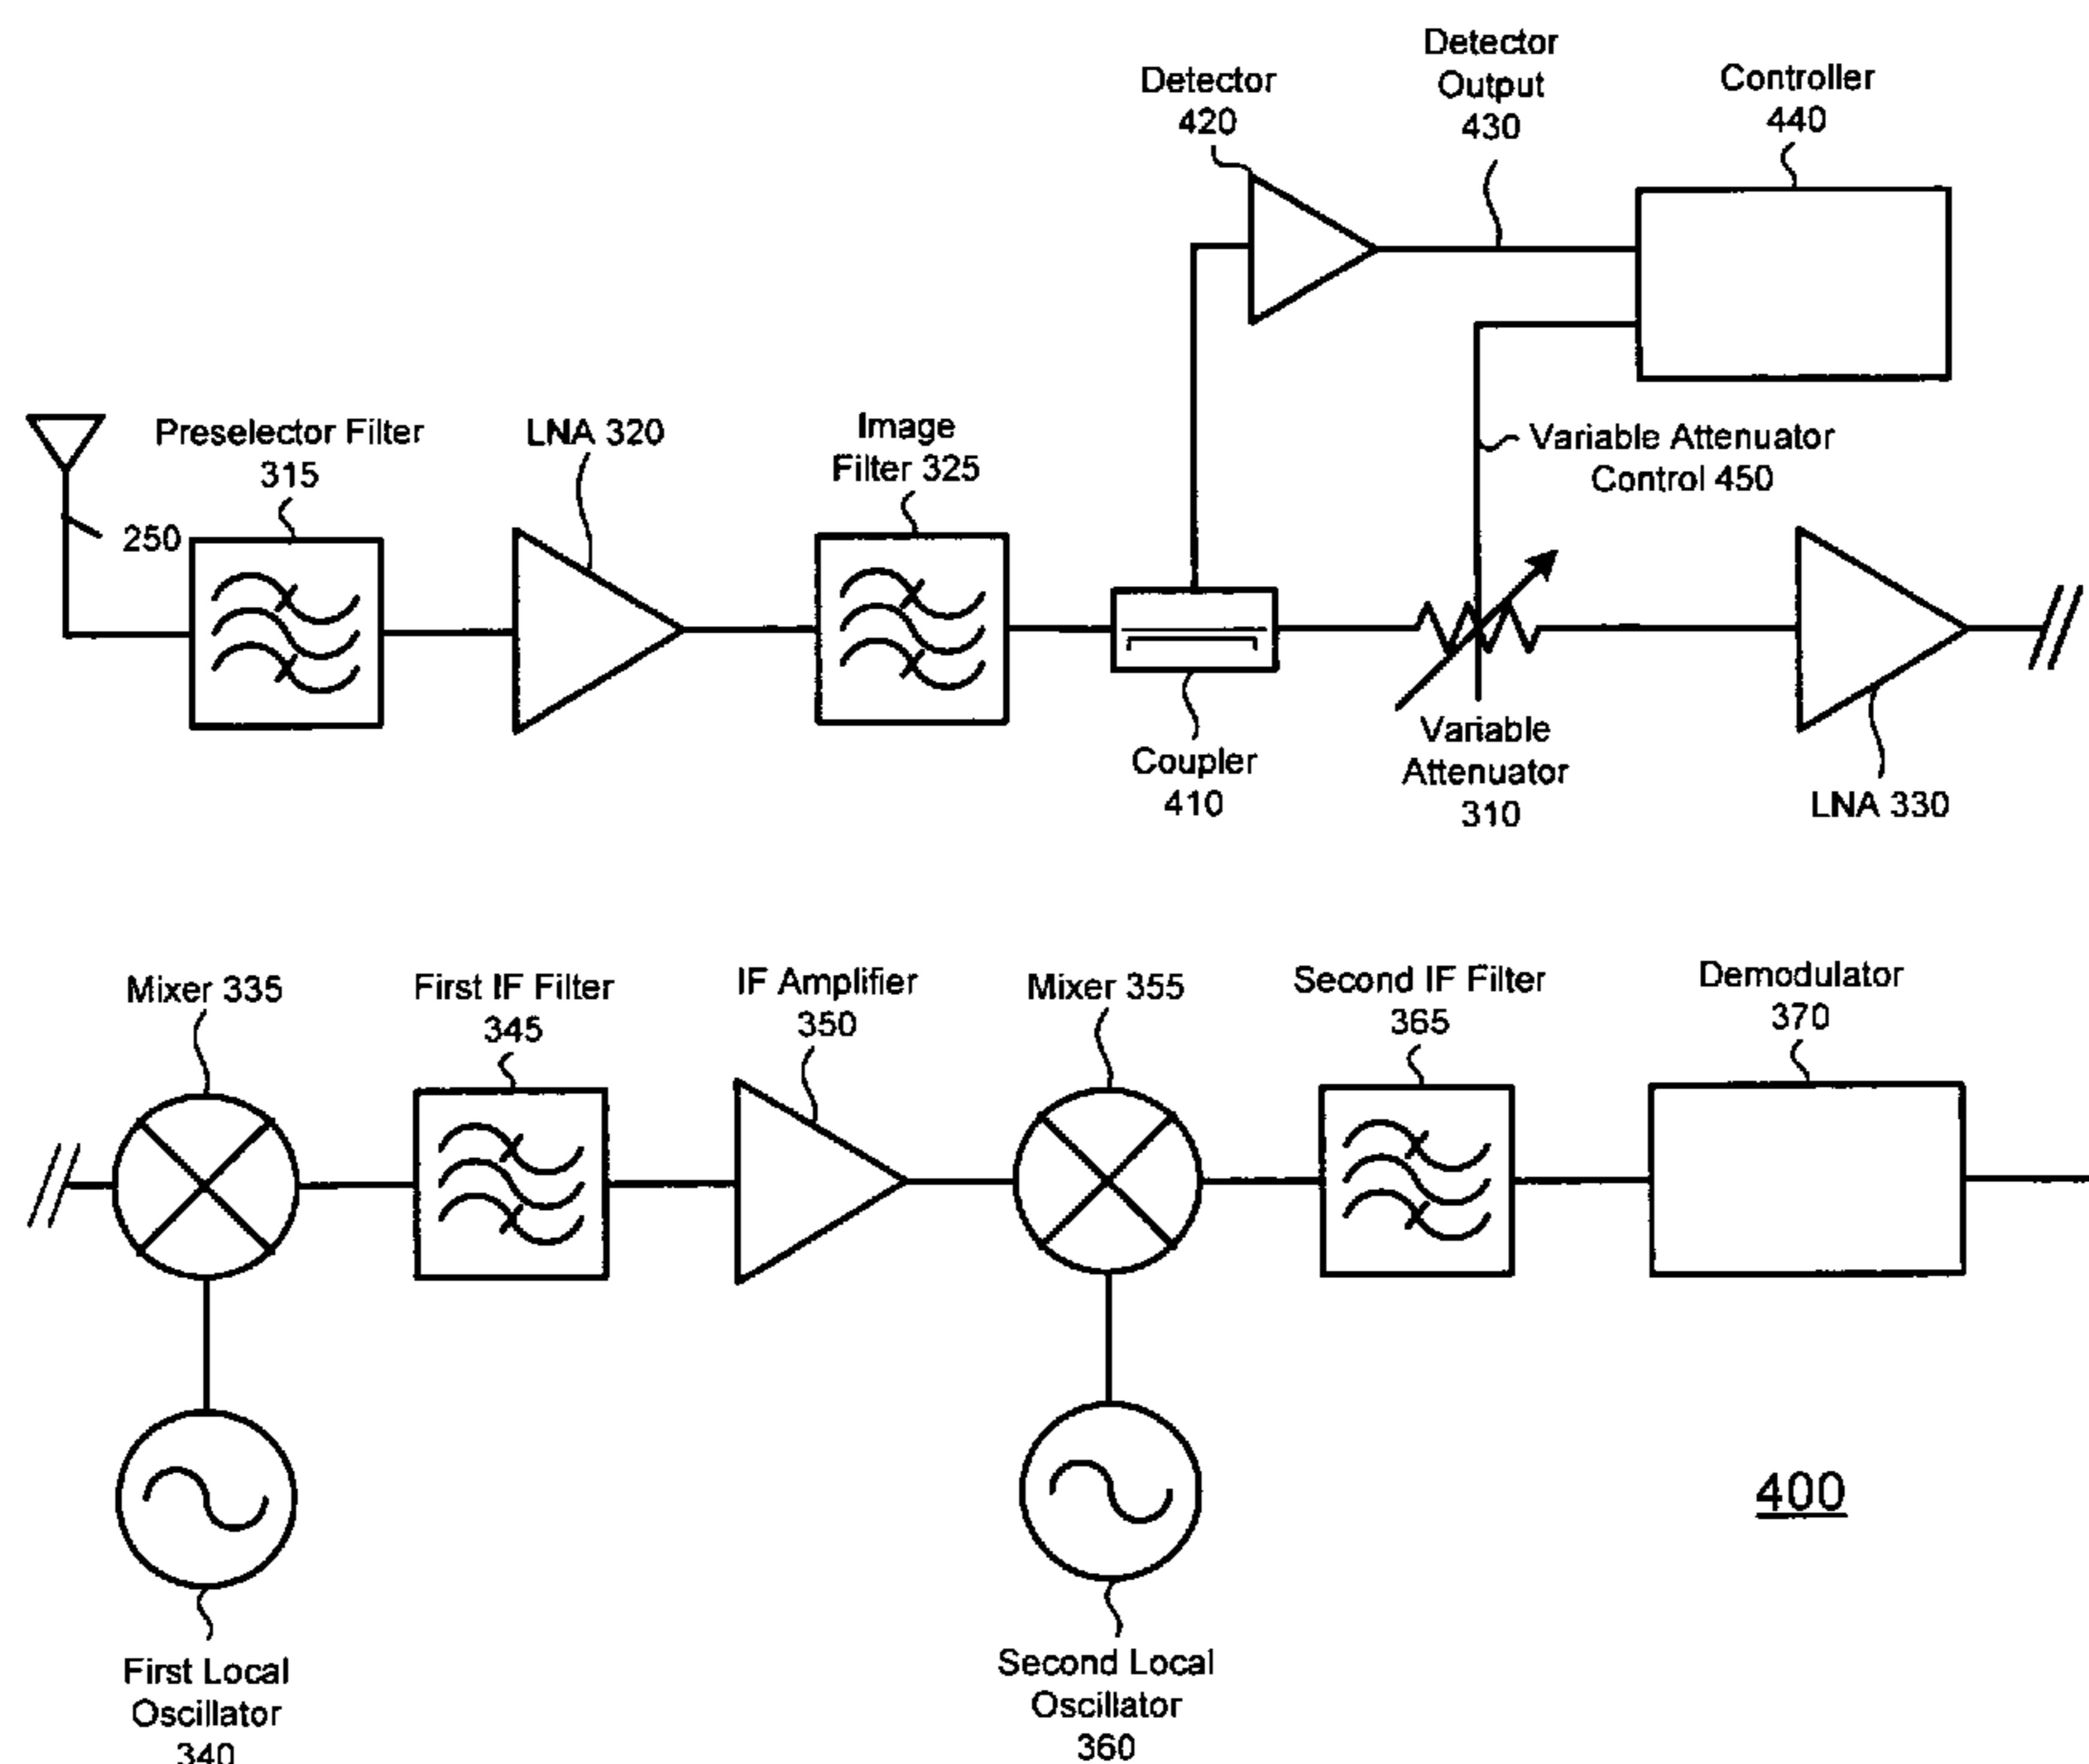 Detector
420
Detector
Output
430
Controller
440
Preselector Filter
315
LNA 320
Image
Filter 325
Variable Attenuator
Control 450
250
Coupler
410
Variable
Attenuator
310
LNA 330
Mixer 335
First IF Filter
345
IF Amplifier
350
Mixer 355
Second IF Filter
365
Demodulator
370
400
First Local
Oscillator
340
Second Local
Oscillator
360